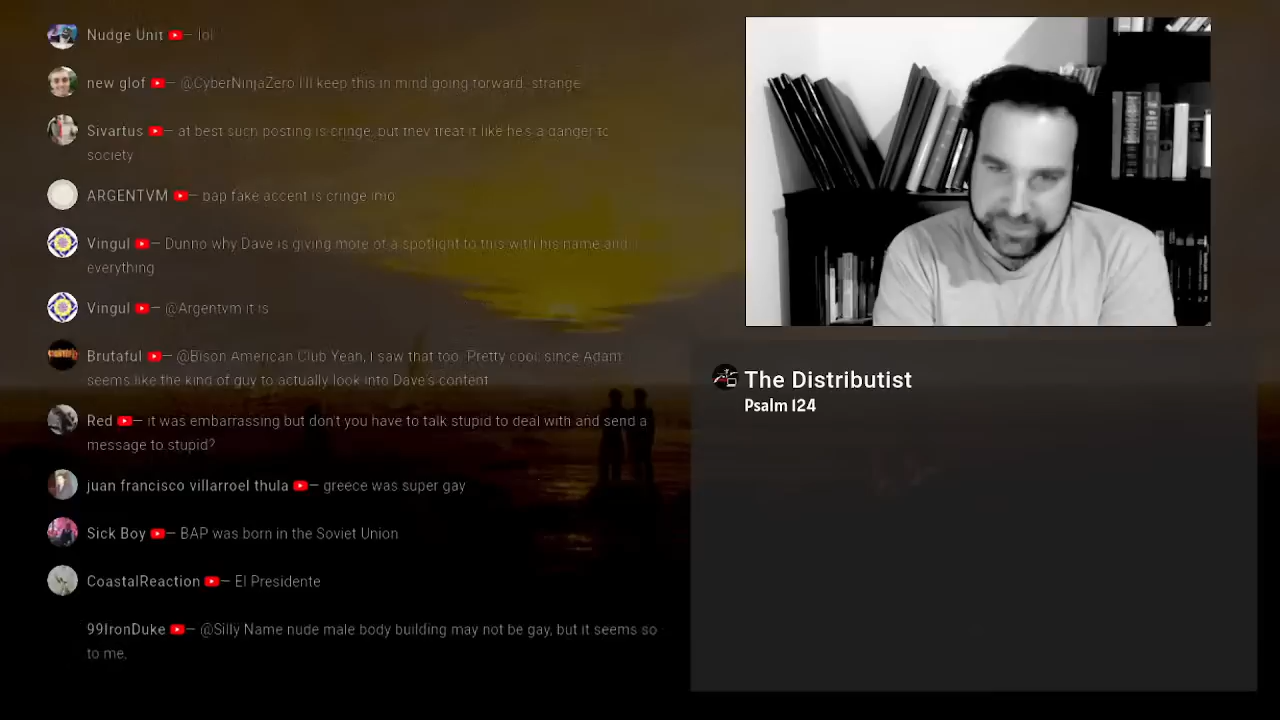 Nudge Unit — lol
new glof — @CyberNinjaZero I'll keep this in mind going forward. strange
Sivartus — at best such posting is cringe, but they treat it like he's a danger to
society
ARGENTVM — bap fake accent is cringe imo
Vingul — Dunno why Dave is giving more of a spotlight to this with his name and
everything
Vingul — @Argentvm it is
Brutaful — @Bison American Club Yeah, I saw that too. Pretty cool, since Adam
seems like the kind of guy to actually look into Dave's content
Red — it was embarrassing but don't you have to talk stupid to deal with and send a
message to stupid?
juan francisco villarroel thula — greece was super gay
Sick Boy — BAP was born in the Soviet Union
CoastalReaction — El Presidente
99IronDuke — @Silly Name nude male body building may not be gay, but it seems so
to me.
The Distributist
Psalm 124